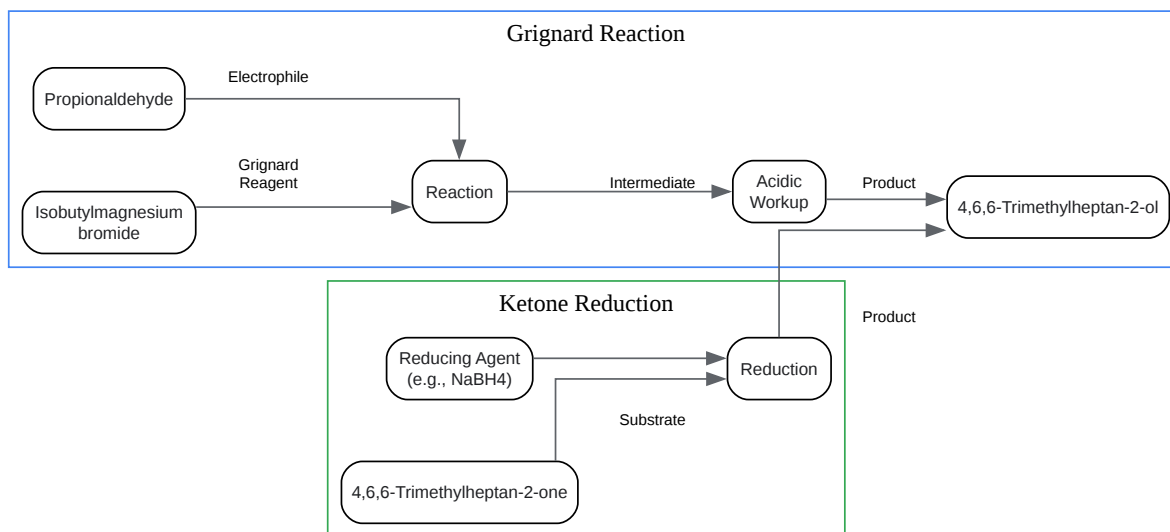 Grignard Reaction
Electrophile
Propionaldehyde
Grignard
Reagent
Reaction
Intermediate
Acidic
Workup
Product
4,6,6-Trimethylheptan-2-ol
Isobutylmagnesium
bromide
Ketone Reduction
Product
Reducing Agent
(e.g., NaBH4)
Reduction
Substrate
4,6,6-Trimethylheptan-2-one